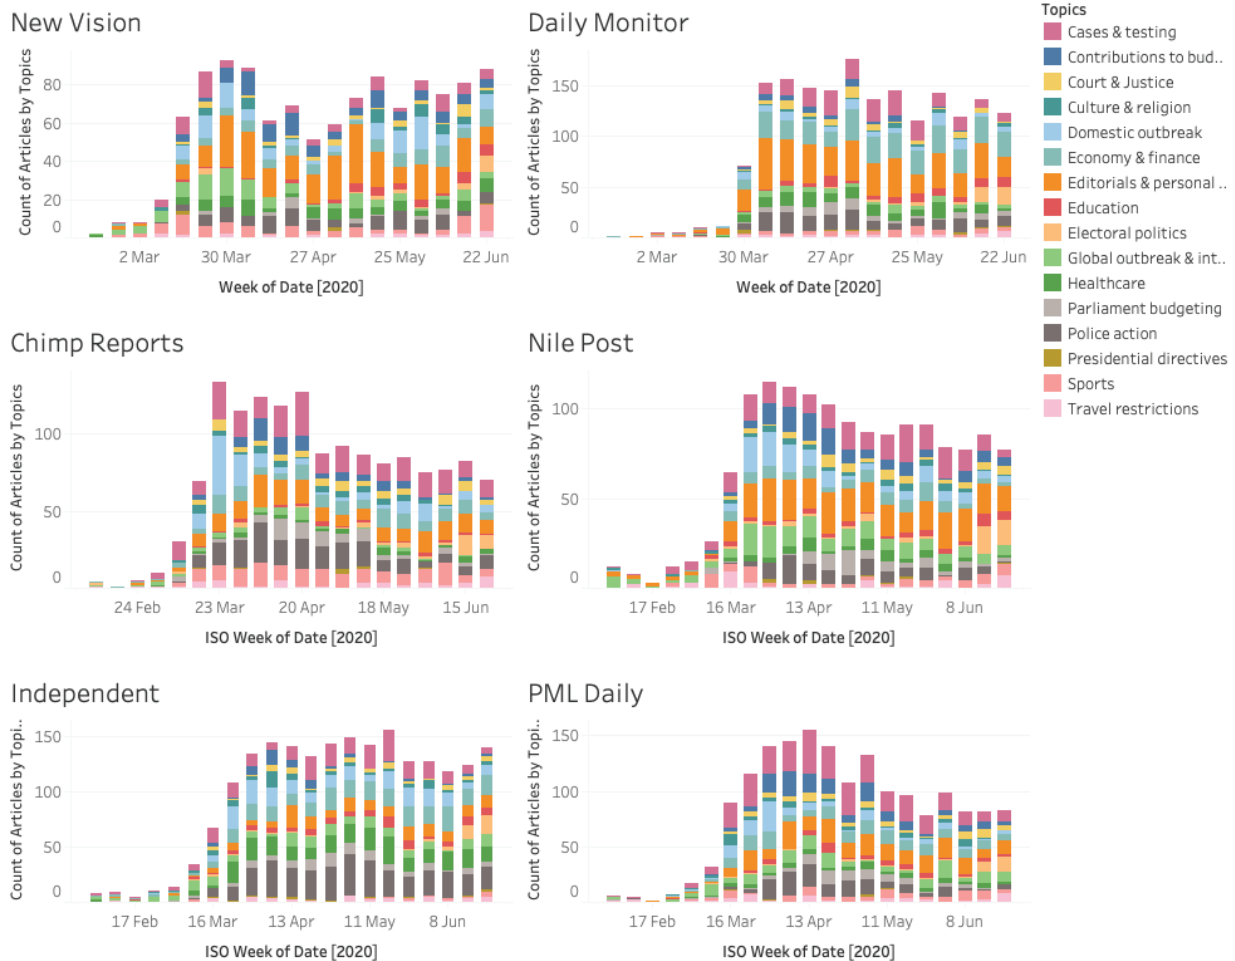 New Vision
Count of Articles by Topics
80
60
40
20
0
2 Mar
30 Mar
27 Apr
25 May
22 Jun
Week of Date [2020]
Daily Monitor
Count of Articles by Topics
150
100
50
0
2 Mar
30 Mar
27 Apr
25 May
22 Jun
Week of Date [2020]
Topics
Cases & testing
Contributions to bud..
Court & Justice
Culture & religion
Domestic outbreak
Economy & finance
Editorials & personal ..
Education
Electoral politics
Global outbreak & int..
Healthcare
Parliament budgeting
Police action
Presidential directives
Sports
Travel restrictions
Chimp Reports
Count of Articles by Topics
100
50
0
24 Feb
23 Mar
20 Apr
18 May
15 Jun
ISO Week of Date [2020]
Nile Post
Count of Articles by Topics
100
50
0
17 Feb
16 Mar
13 Apr
11 May
8 Jun
ISO Week of Date [2020]
Independent
Count of Articles by Topi..
150
100
50
0
17 Feb
16 Mar
13 Apr
11 May
8 Jun
ISO Week of Date [2020]
PML Daily
Count of Articles by Topi..
150
100
50
0
17 Feb
16 Mar
13 Apr
11 May
8 Jun
ISO Week of Date [2020]